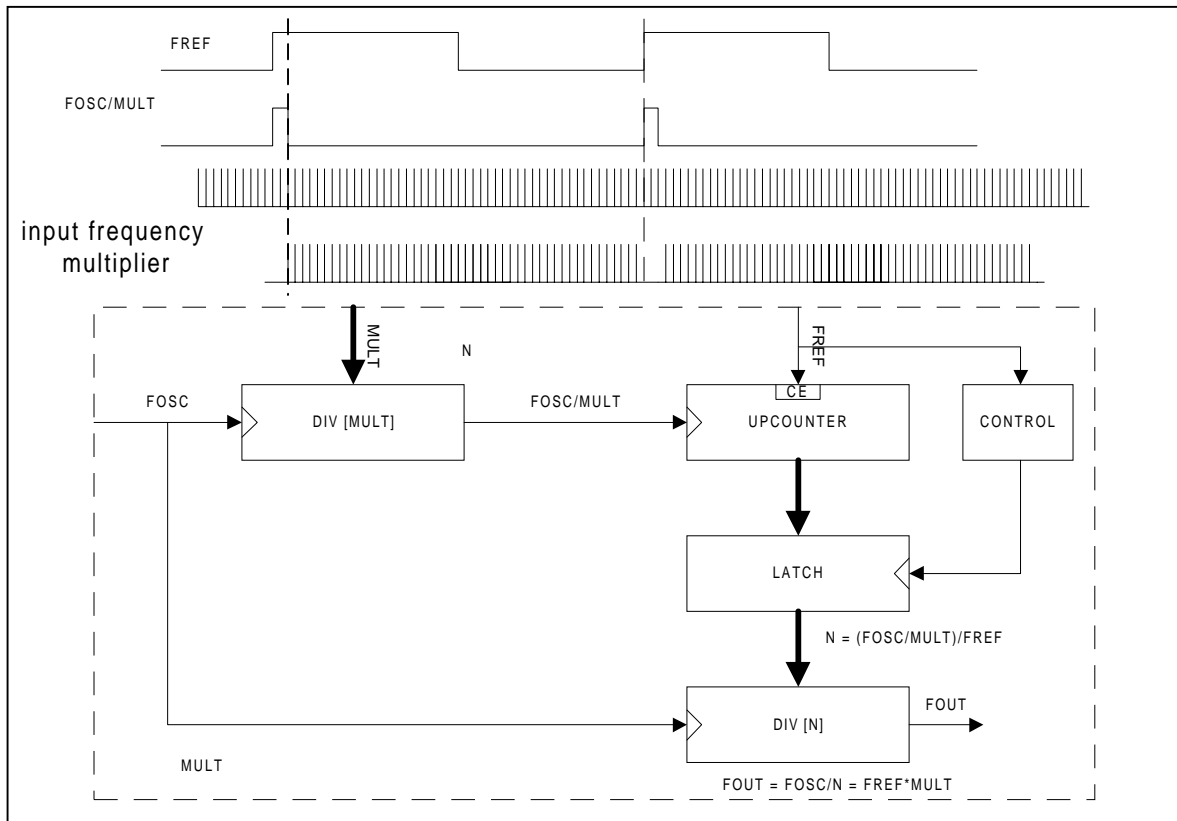 FREF
FOSC/MULT
input frequency
multiplier
MULT
N
FREF
FOSC
DIV [MULT]
FOSC/MULT
CE
UPCOUNTER
CONTROL
LATCH
N = (FOSC/MULT)/FREF
DIV [N]
FOUT
MULT
FOUT = FOSC/N = FREF*MULT